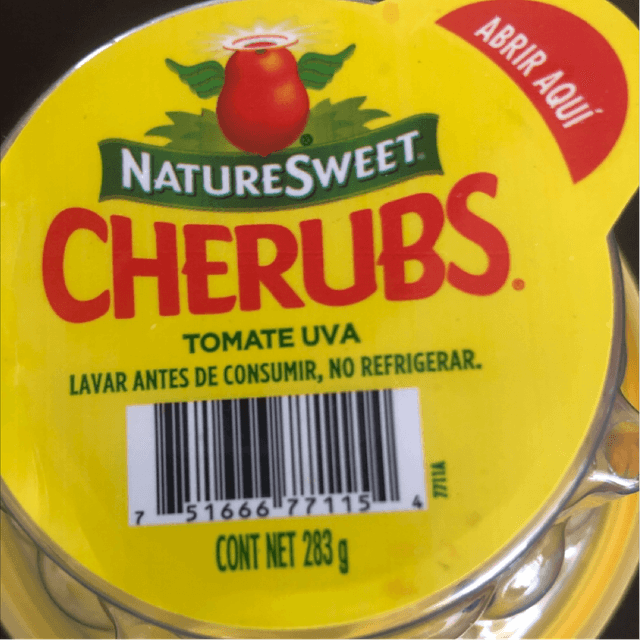 ABRIR AQUÍ
NATURESWEET
CHERUBS.
TOMATE UVA
LAVAR ANTES DE CONSUMIR, NO REFRIGERAR.
7 51666 77115 4
7711A
CONT NET 283 g